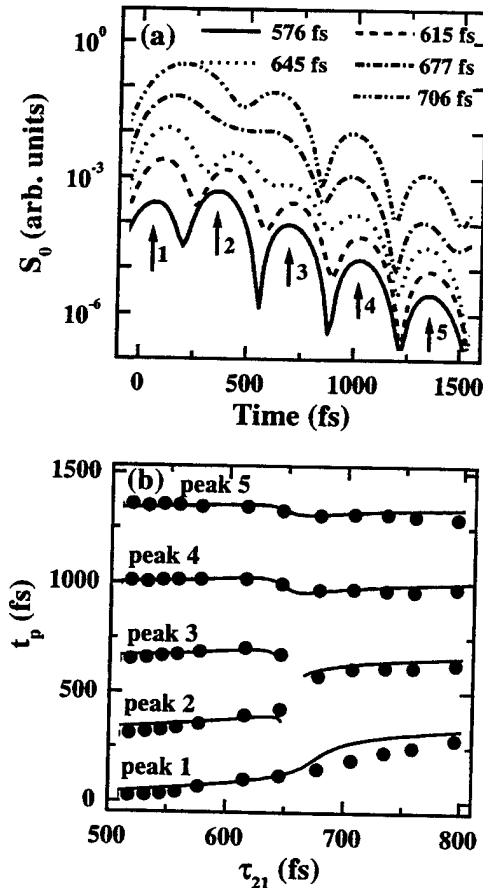 (a)
576 fs
615 fs
645 fs
677 fs
706 fs
10^0
10^-3
10^-6
S_0 (arb. units)
1
2
3
4
5
0
500
1000
1500
Time (fs)
(b)
peak 5
peak 4
peak 3
peak 2
peak 1
1500
1000
500
0
t_p (fs)
500
600
700
800
τ_21 (fs)